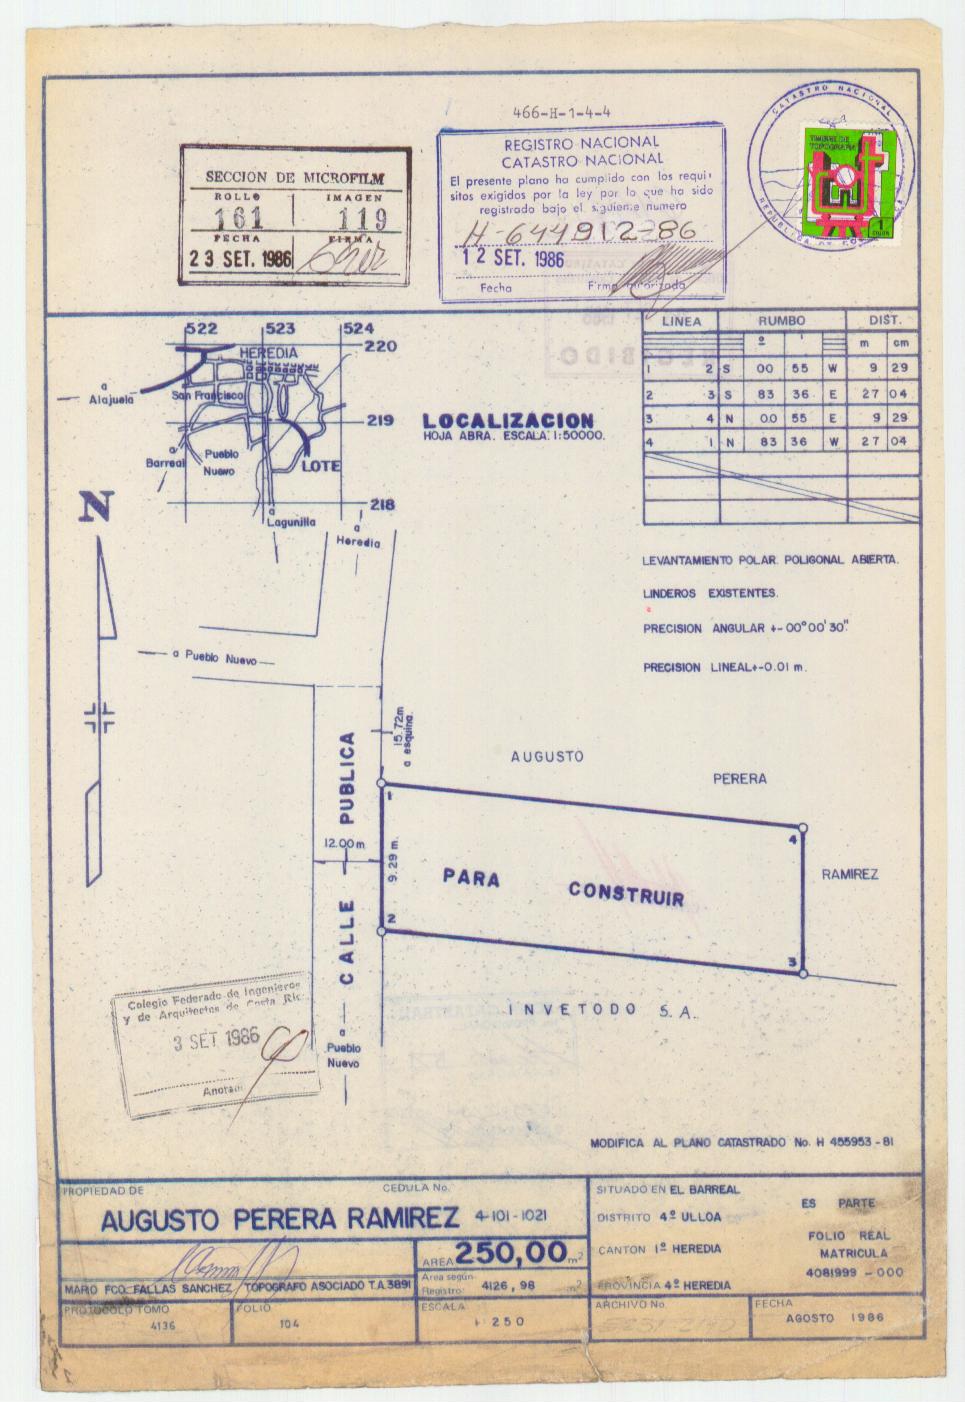 466-H-1-4-4
SECCION DE MICROFILM
ROLLO IMAGEN
161 119
FECHA FIRMA
23 SET. 1986
REGISTRO NACIONAL
CATASTRO NACIONAL
El presente plano ha cumplido con los requi-
sitos exigidos por la ley por lo que ha sido
registrado bajo el siguiente numero
H-644912-86
12 SET. 1986
Fecha Firma Autorizada
CATASTRO NACIONAL
TIMBRE DE
TOPOGRAFIA
1
COLON
522 523 524
220
HEREDIA
a
Alajuela
San Francisco
219
a
Barreal
Pueblo
Nuevo
LOTE
218
a
Lagunilla
a
Heredia
LOCALIZACION
HOJA ABRA. ESCALA: 1:50000.
LINEA RUMBO DIST.
º ' m cm
1 2 S 00 55 W 9 29
2 3 S 83 36 E 27 04
3 4 N 00 55 E 9 29
4 1 N 83 36 W 27 04
N
LEVANTAMIENTO POLAR. POLIGONAL ABIERTA.
LINDEROS EXISTENTES.
PRECISION ANGULAR +- 00°00'30".
PRECISION LINEAL+-0.01 m.
a Pueblo Nuevo
15.72m
a esquina.
AUGUSTO
PERERA
RAMIREZ
CALLE PUBLICA
12.00 m
9.29 m.
1
2
3
4
PARA CONSTRUIR
INVETODO S.A.
a
Pueblo
Nuevo
Colegio Federado de Ingenieros
y de Arquitectos de Costa Ric
3 SET 1986
MODIFICA AL PLANO CATASTRADO No. H 455953-81
PROPIEDAD DE CEDULA No.
AUGUSTO PERERA RAMIREZ 4-101-1021
MARIO FCO. FALLAS SANCHEZ TOPOGRAFO ASOCIADO T.A.3891
AREA 250,00 m²
Area según
Registro: 4126,98 m²
PROTOCOLO TOMO FOLIO ESCALA
4136 104 1 250
SITUADO EN EL BARREAL
DISTRITO 4º ULLOA
CANTON 1º HEREDIA
PROVINCIA 4º HEREDIA
ES PARTE
FOLIO REAL
MATRICULA
4081999-000
ARCHIVO No. FECHA
AGOSTO 1986